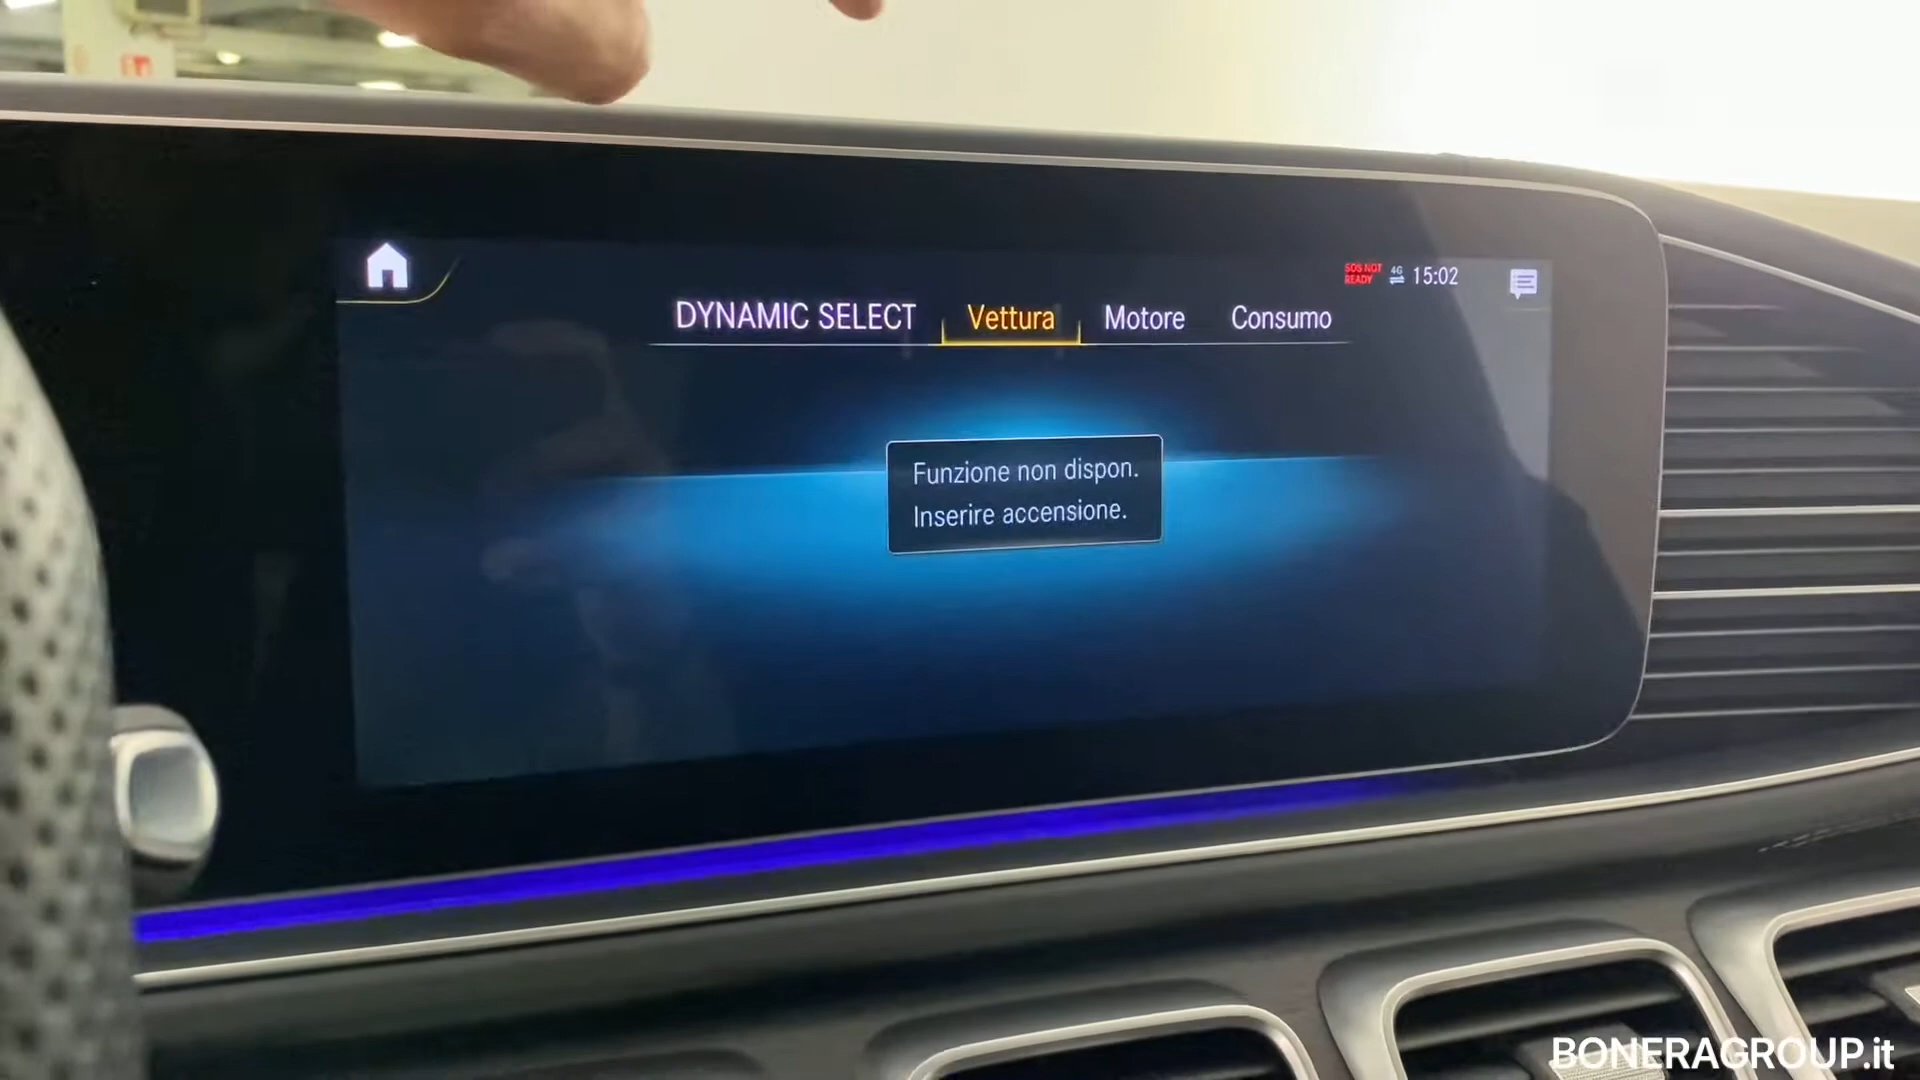 SOS NOT
READY
4G
15:02
DYNAMIC SELECT
Vettura
Motore
Consumo
Funzione non dispon.
Inserire accensione.
BONERAGROUP.it